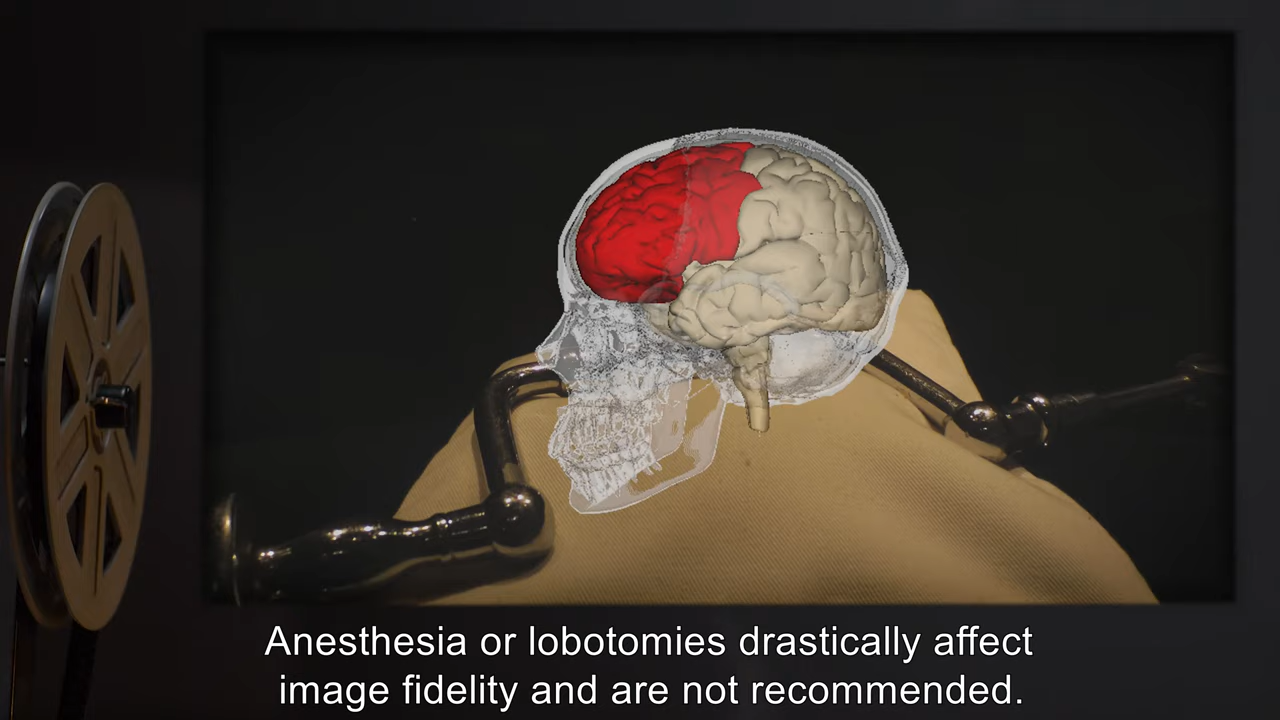 Anesthesia or lobotomies drastically affect
image fidelity and are not recommended.